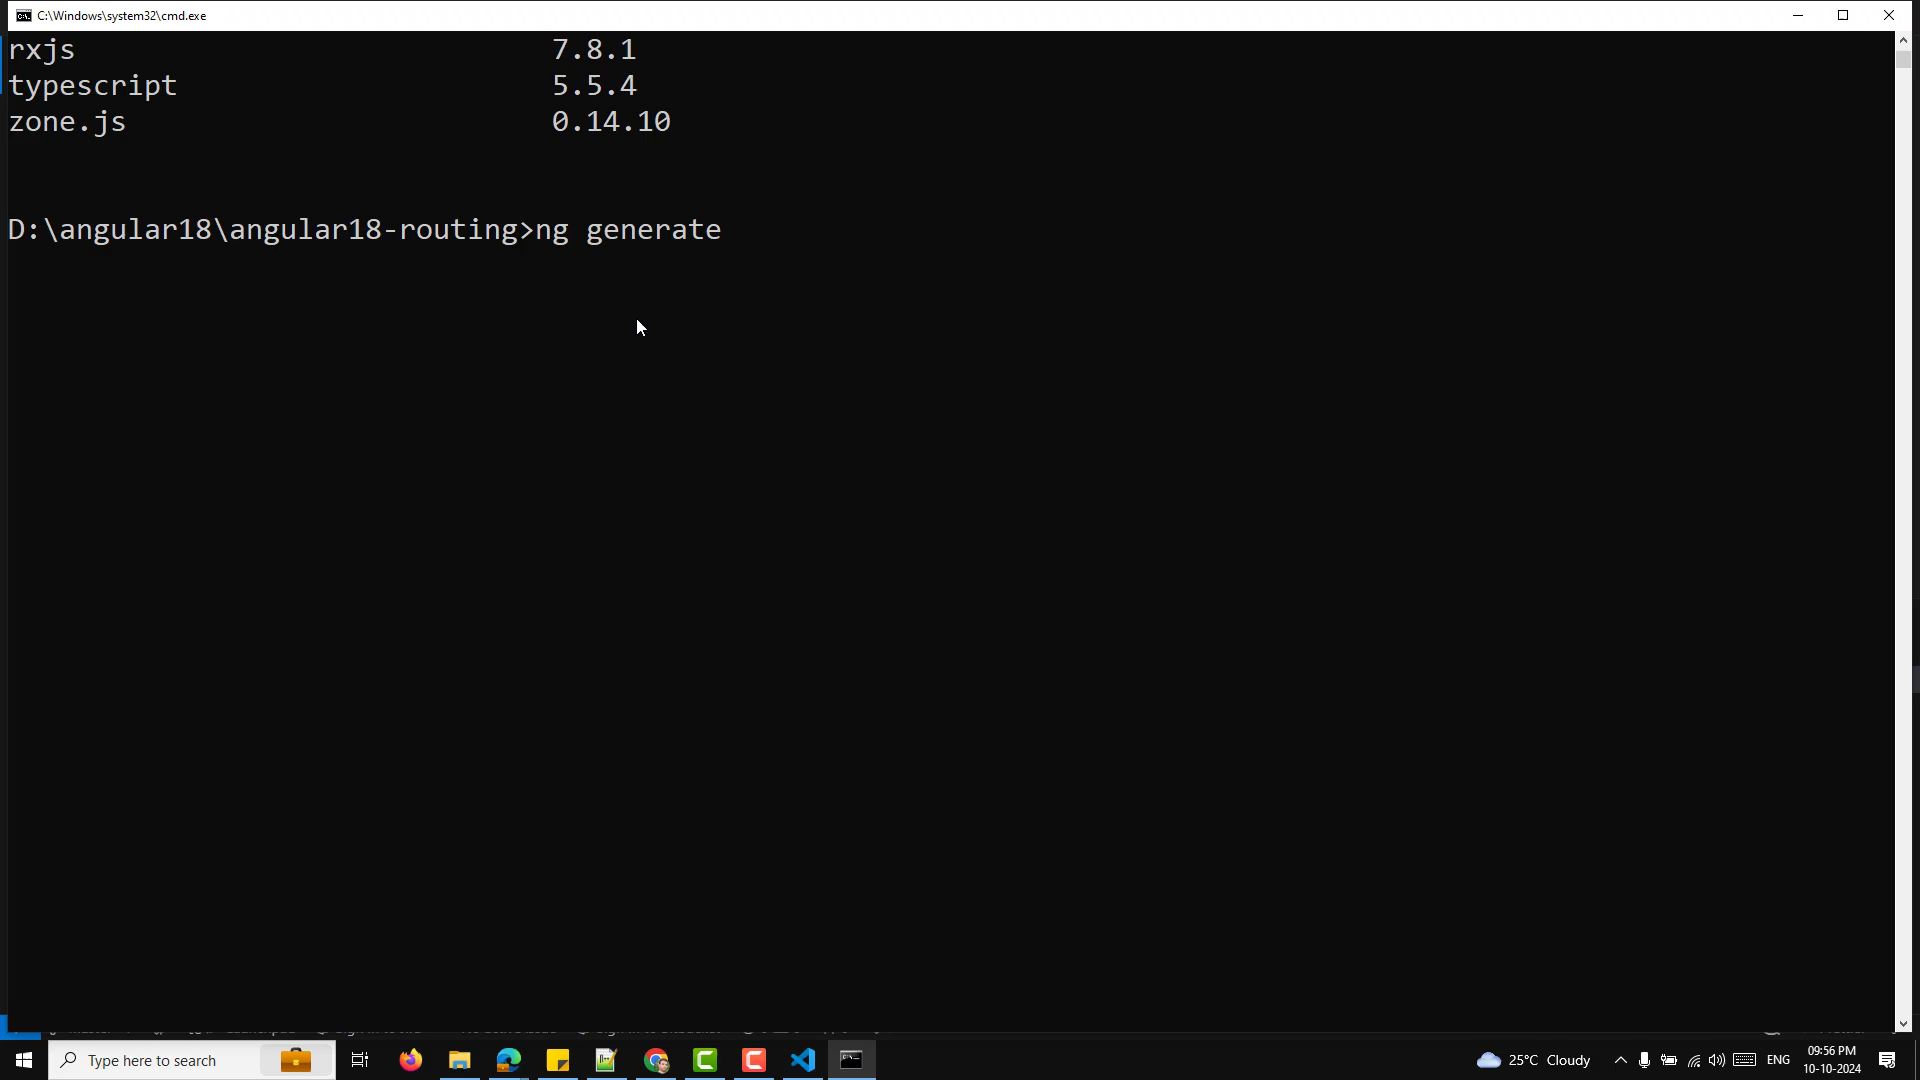 C:\Windows\system32\cmd.exe
rxjs 7.8.1
typescript 5.5.4
zone.js 0.14.10
D:\angular18\angular18-routing>ng generate
Type here to search
25°C Cloudy
ENG
09:56 PM
10-10-2024